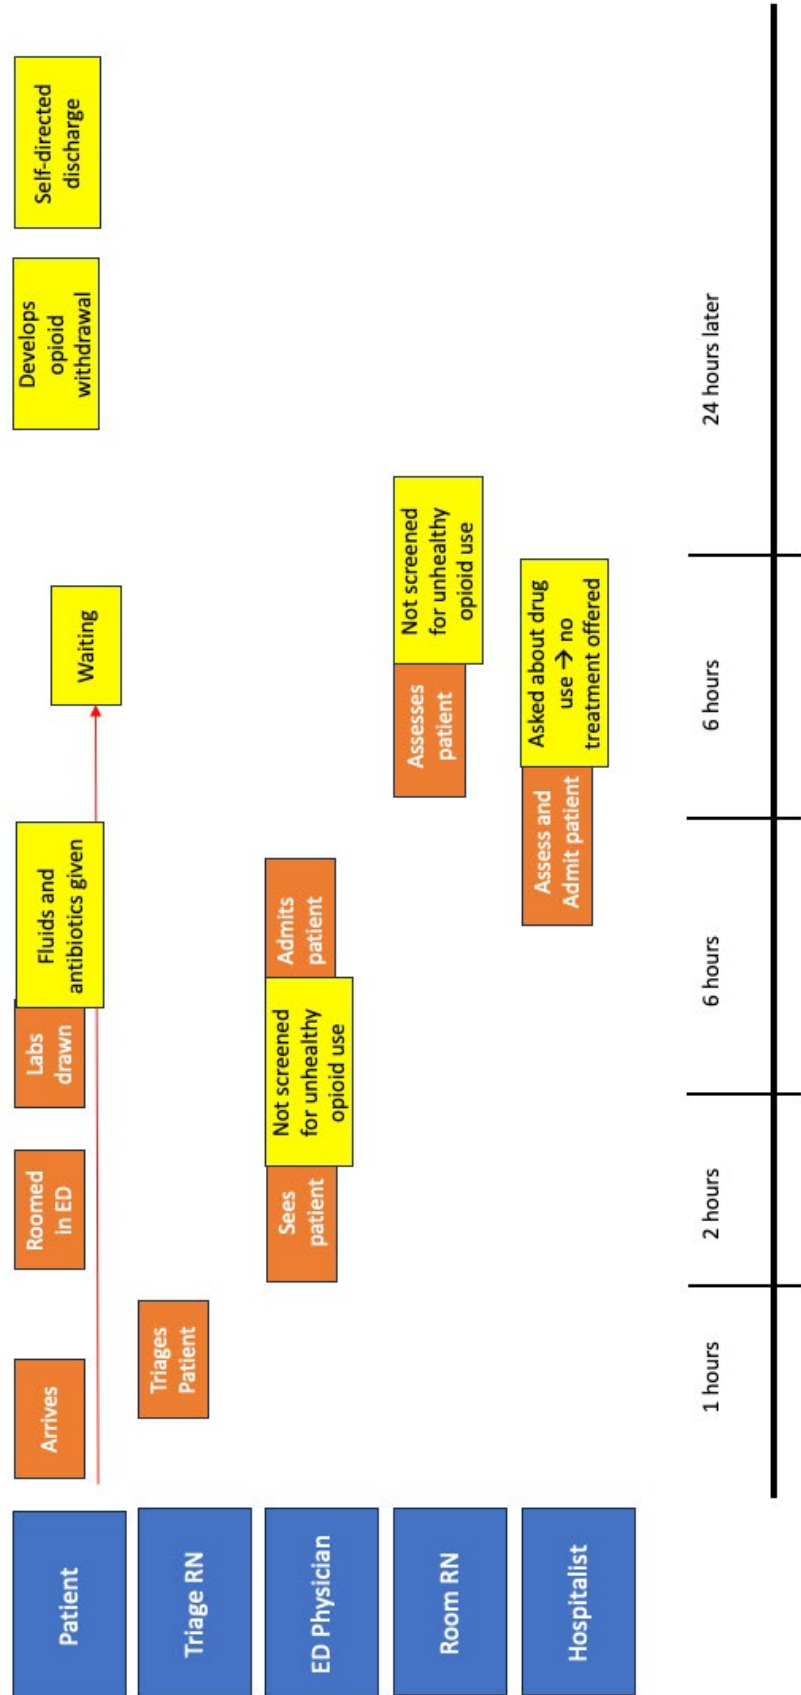 Patient
Arrives
Roomed
in ED
Labs
drawn
Fluids and
antibiotics given
Waiting
Develops
opioid
withdrawal
Self-directed
discharge
Triage RN
Triages
Patient
ED Physician
Sees
patient
Not screened
for unhealthy
opioid use
Admits
patient
Room RN
Assesses
patient
Not screened
for unhealthy
opioid use
Hospitalist
Assess and
Admit patient
Asked about drug
use → no
treatment offered
1 hours
2 hours
6 hours
6 hours
24 hours later